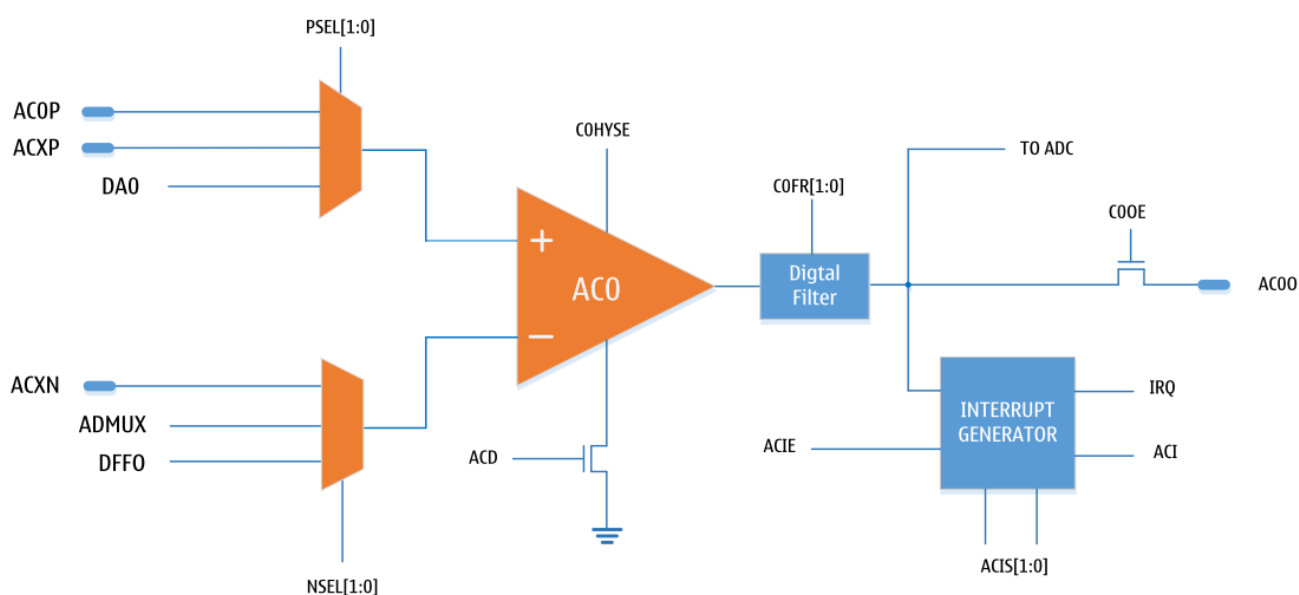 PSEL[1:0]
AC0P
ACXP
DA0
C0HYSE
TO ADC
C0FR[1:0]
C0OE
+
AC0
Digtal
Filter
AC0O
−
ACXN
ADMUX
DFFO
ACD
INTERRUPT
GENERATOR
IRQ
ACIE
ACI
ACIS[1:0]
NSEL[1:0]